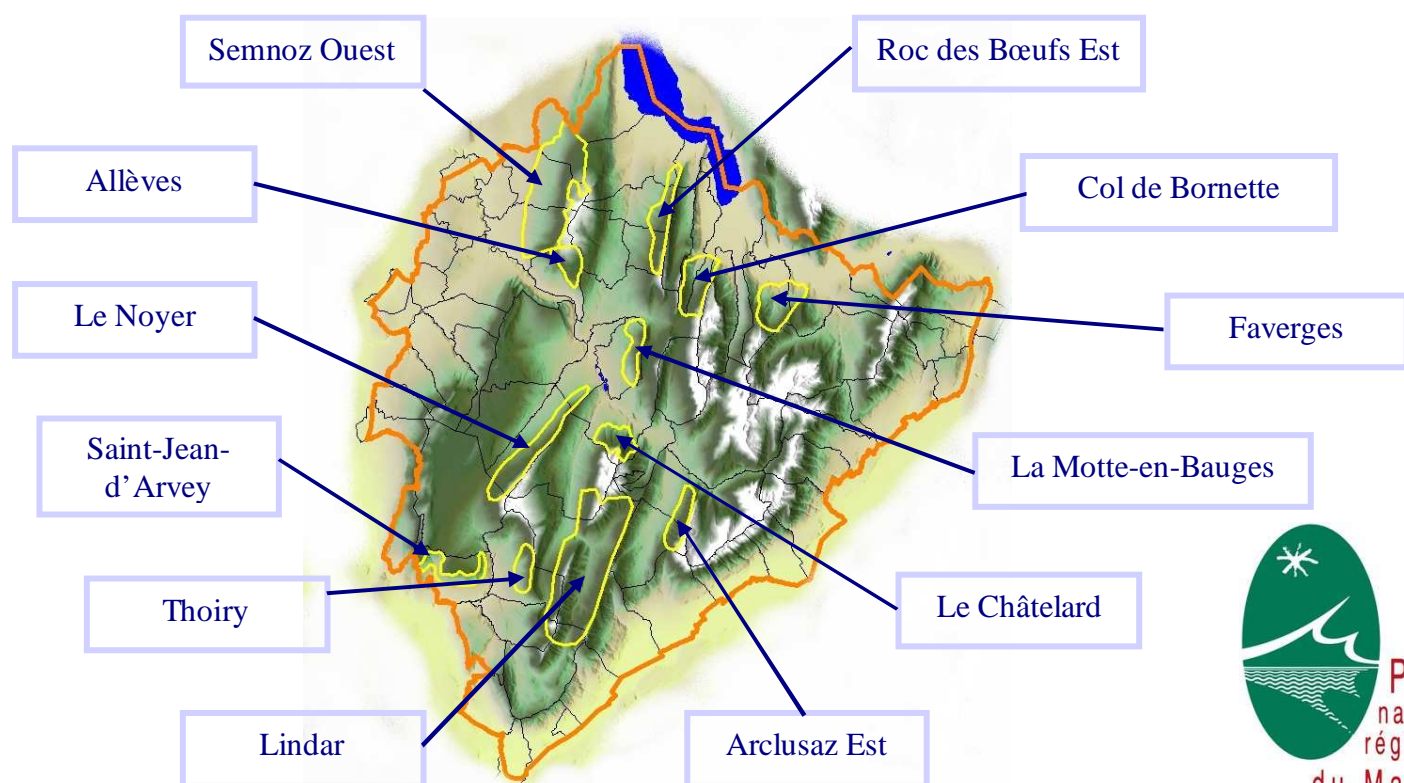 Semnoz Ouest
Roc des Bœufs Est
Allèves
Col de Bornette
Le Noyer
Faverges
Saint-Jean-
d’Arvey
La Motte-en-Bauges
Thoiry
Le Châtelard
Lindar
Arclusaz Est
P
na
rég
du Ma